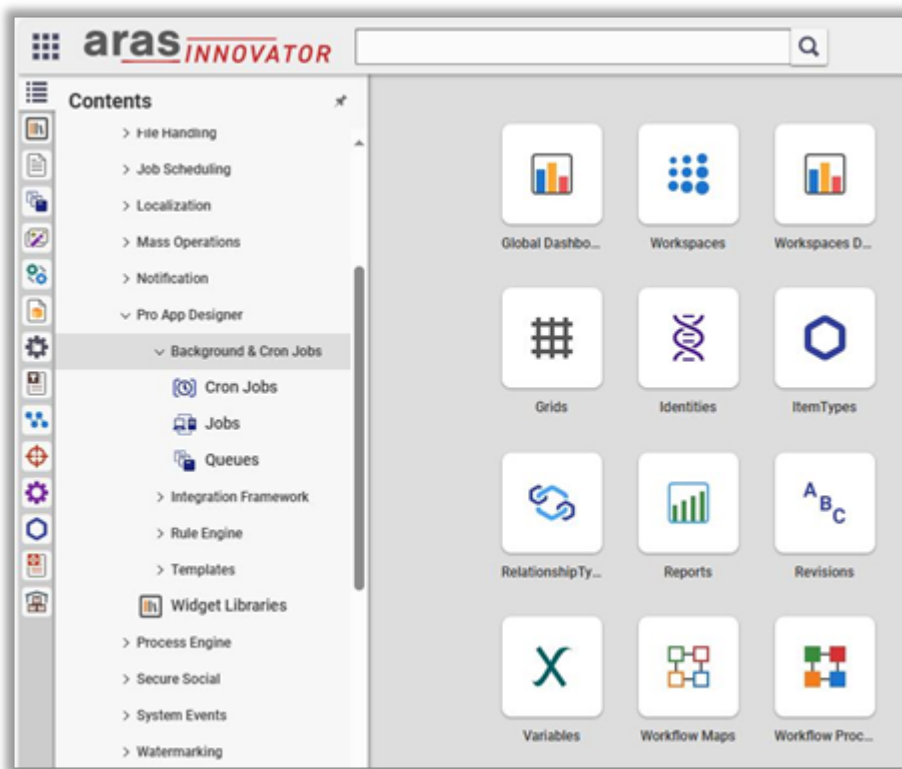 aras INNOVATOR
Contents
File Handling
Job Scheduling
Localization
Mass Operations
Notification
Pro App Designer
Background & Cron Jobs
Cron Jobs
Jobs
Queues
Integration Framework
Rule Engine
Templates
Widget Libraries
Process Engine
Secure Social
System Events
Watermarking
Global Dashbo...
Workspaces
Workspaces D...
Grids
Identities
ItemTypes
RelationshipTy...
Reports
A B C
Revisions
Variables
Workflow Maps
Workflow Proc...